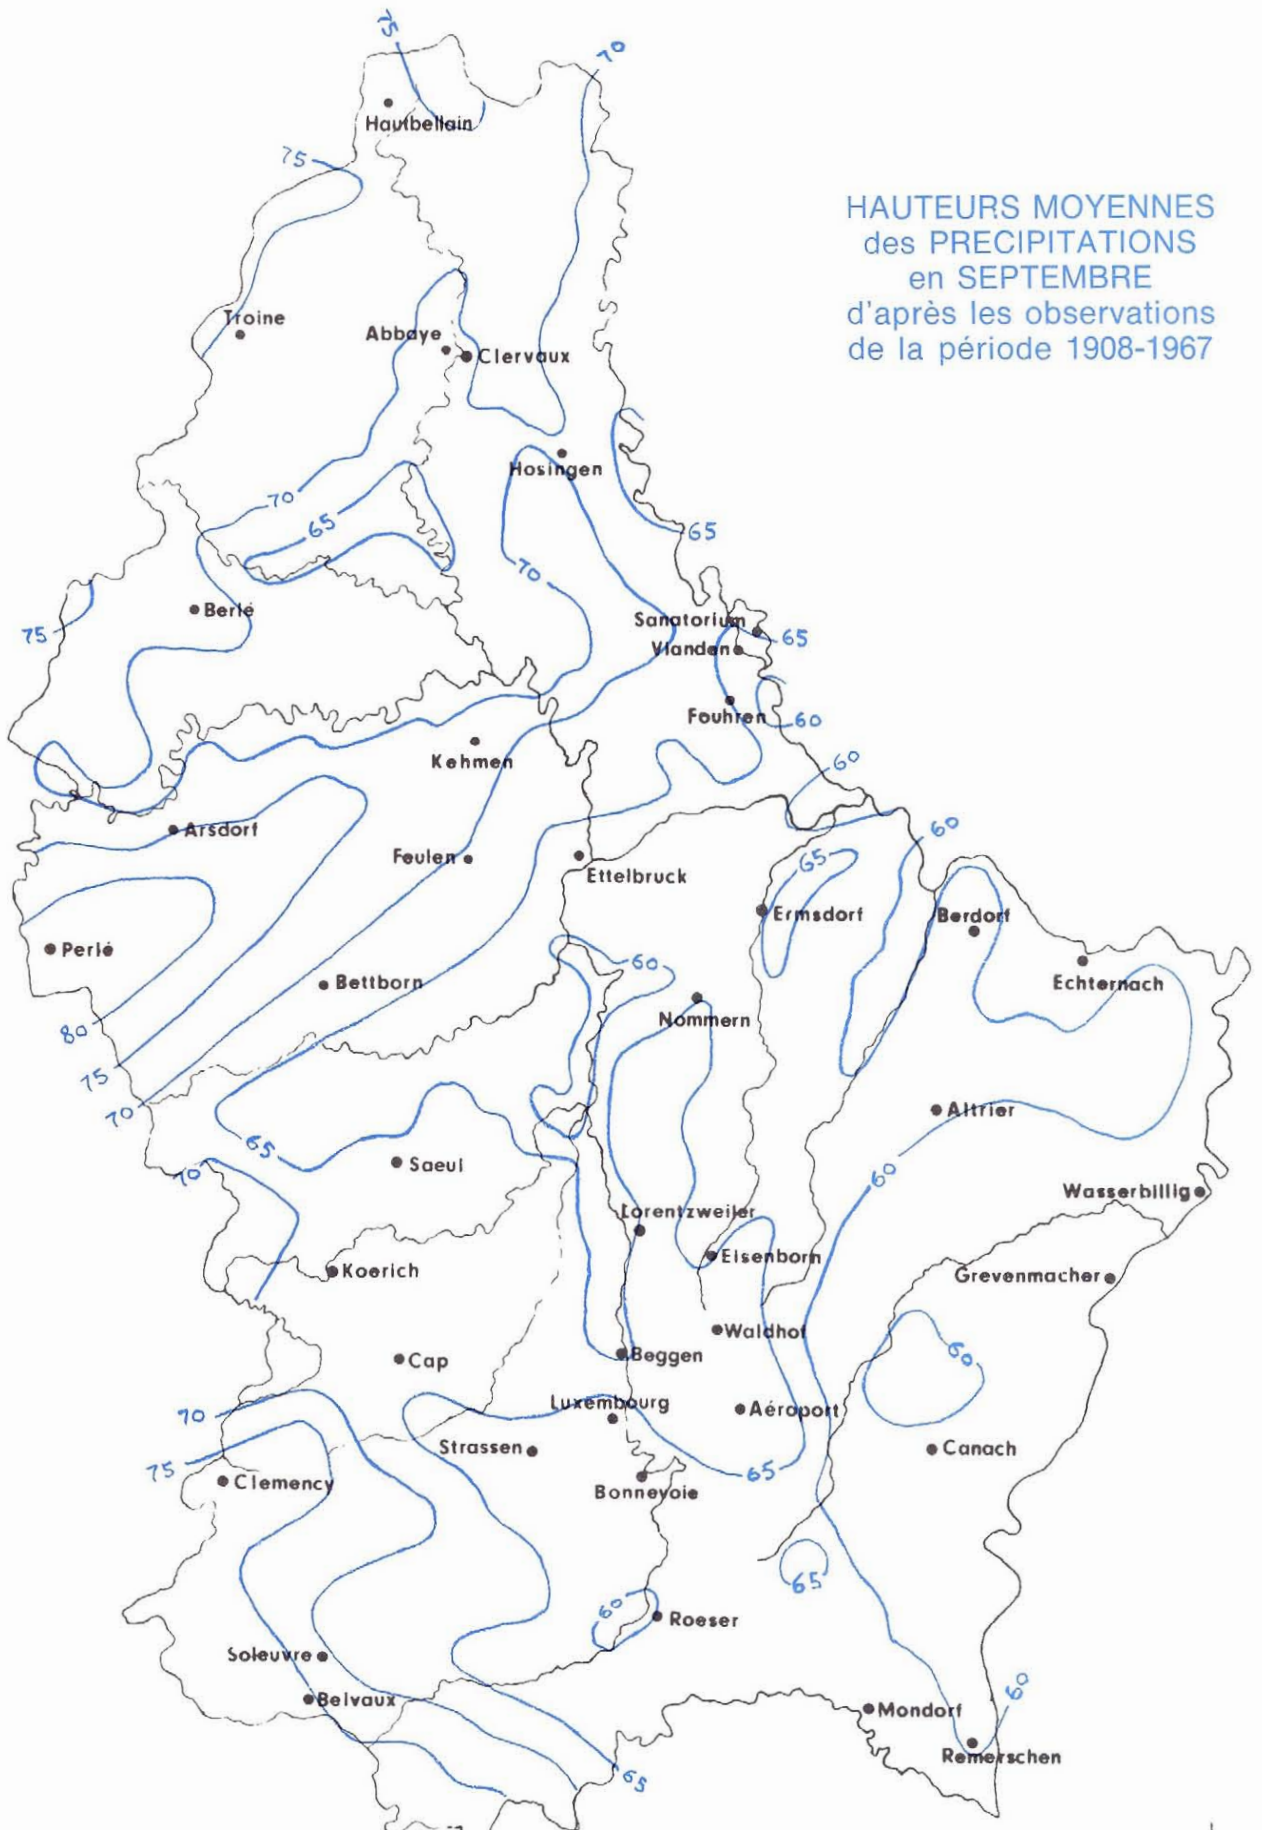 75
70
Hautbellain
75
HAUTEURS MOYENNES
des PRECIPITATIONS
en SEPTEMBRE
d'après les observations
de la période 1908-1967
Troine
Abbaye
Clervaux
Hosingen
70
65
65
70
Berlé
75
Sanatorium
65
Vianden
Fouhren
60
Kehmen
60
Arsdorf
60
Feulen
65
Ettelbruck
Ermsdorf
Berdorf
Perlé
60
Bettborn
Echternach
Nommern
80
75
70
Altrier
65
Saeul
70
60
Wasserbillig
Lorentzweiler
Koerich
Eisenborn
Grevenmacher
Waldhof
Cap
Beggen
60
Luxembourg
70
Aéroport
Strassen
Canach
75
65
Clemency
Bonnevoie
65
60
Roeser
Soleuvre
Belvaux
60
Mondorf
Remerschen
65